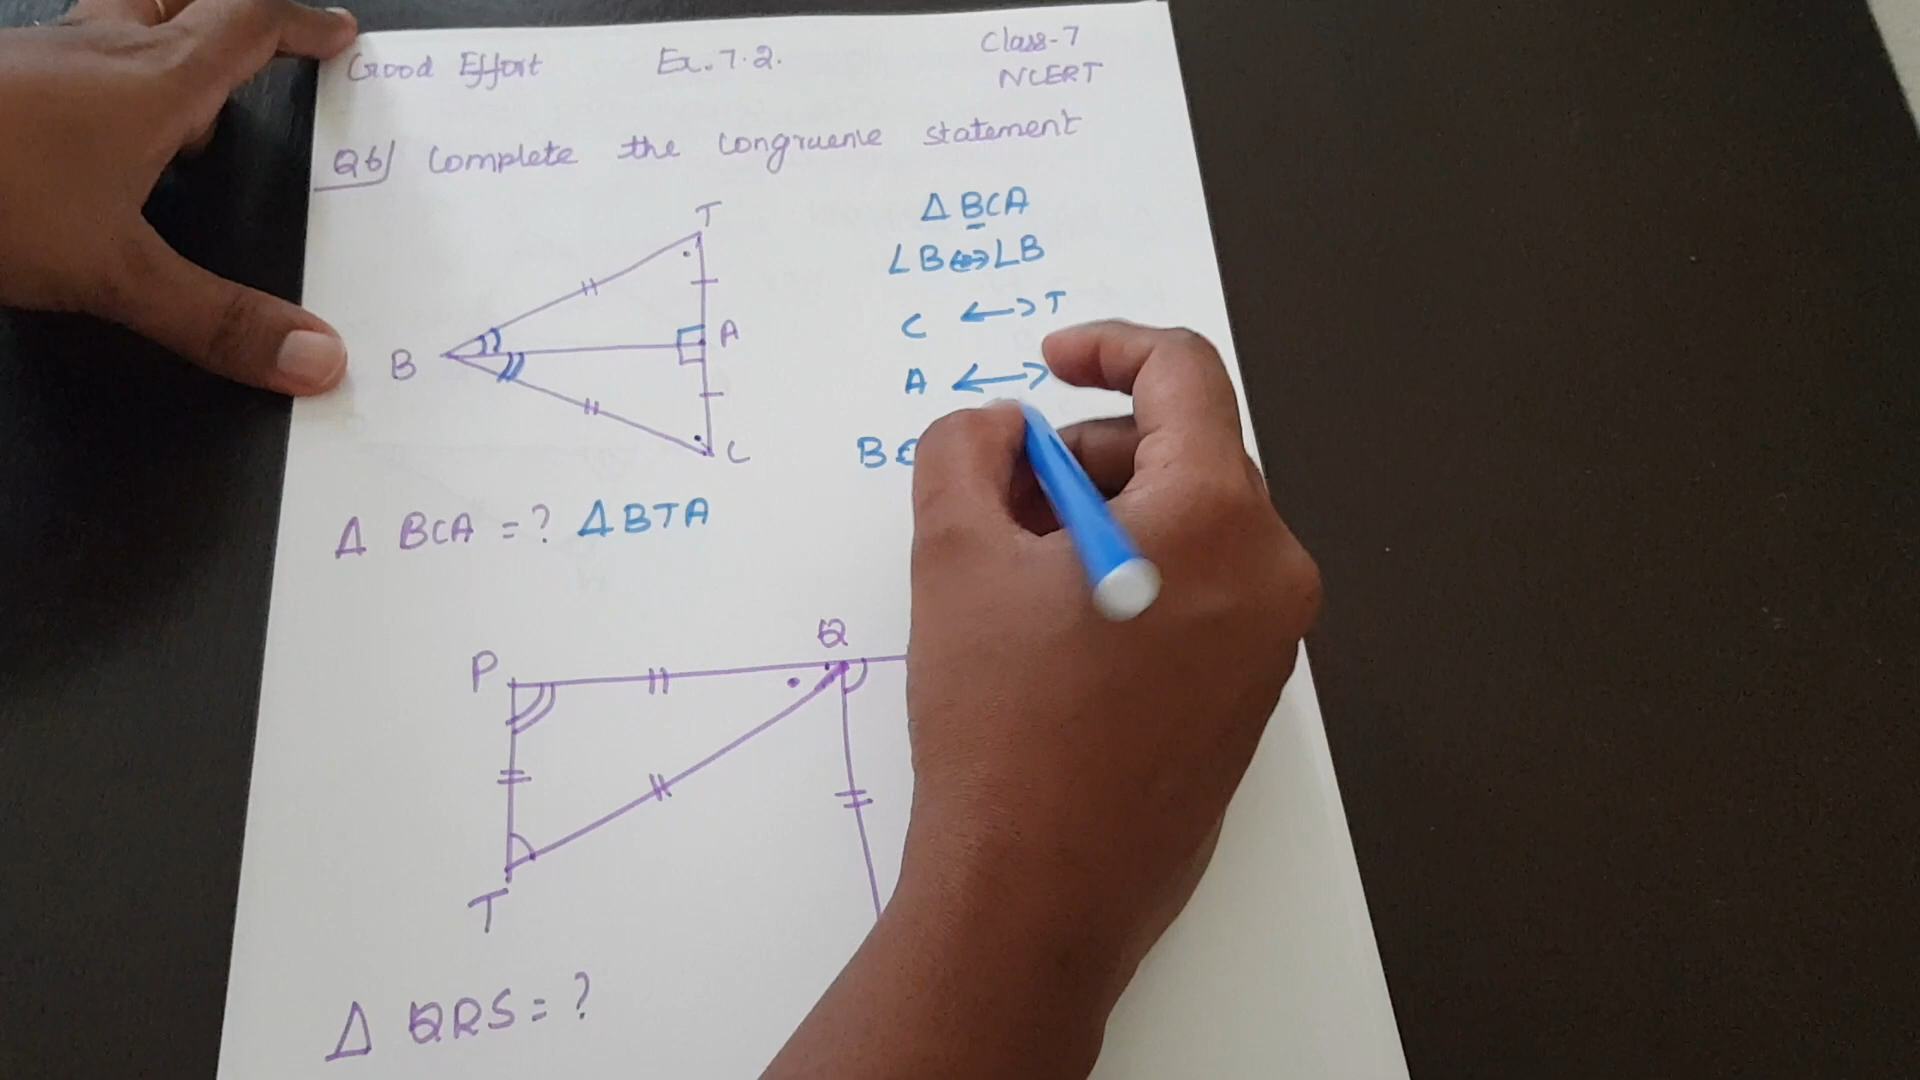 Good Effort Ex. 7.2. Class-7
NCERT
Q6/ Complete the congruence statement
T
A
B
C
Δ BCA
∠B↔∠B
C ↔ T
A ↔
Δ BCA = ? Δ BTA
Q
P
T
Δ QRS = ?